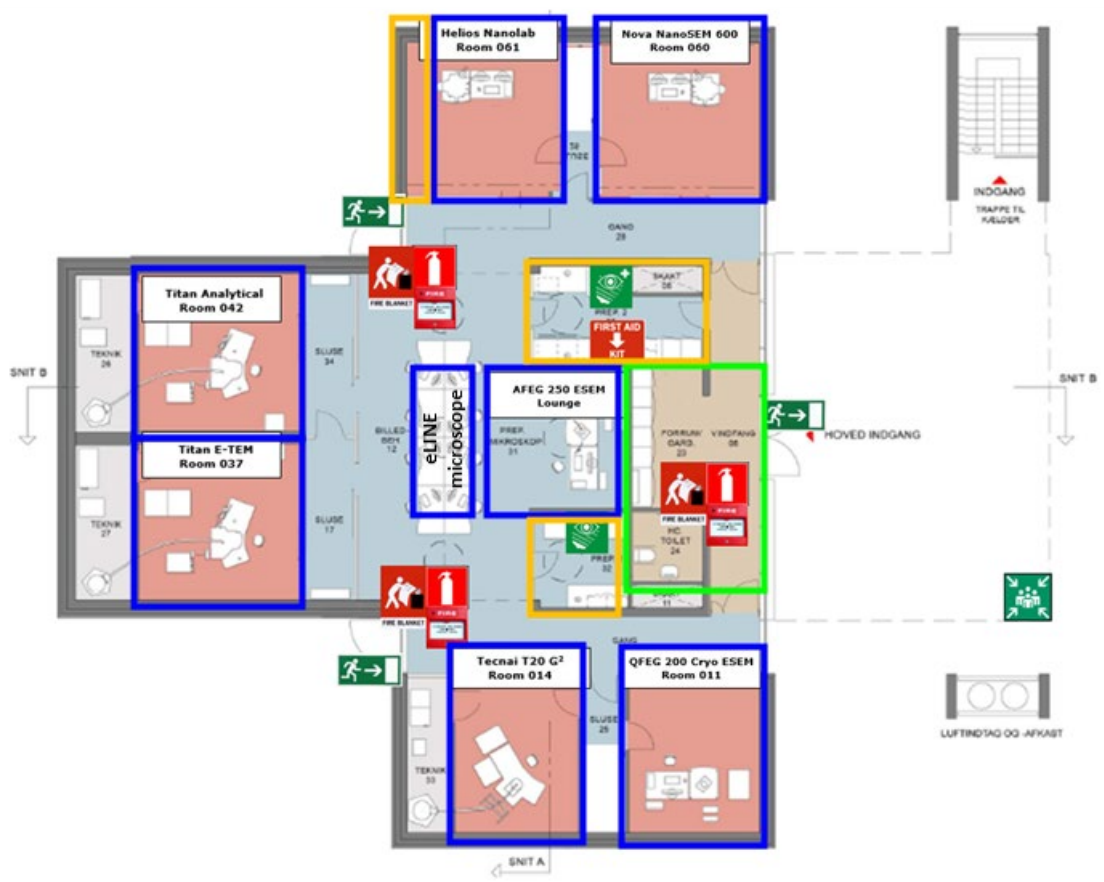 Helios Nanolab
Room 061
Nova NanoSEM 600
Room 060
INDGANG
TRAPPE TIL
KÆLDER
GANG
28
FIRE BLANKET
FIRE
SKAKT
PREP. 2
FIRST AID
KIT
Titan Analytical
Room 042
TEKNIK
26
SLUSE
34
SNIT B
SNIT B
eLINE
microscope
BILLED-
BEH.
12
AFEG 250 ESEM
Lounge
PREP.
MIKROSKOPI
31
FORRUM/
GARD.
23
VINDFANG
HOVED INDGANG
Titan E-TEM
Room 037
TEKNIK
27
SLUSE
17
FIRE BLANKET
HC
TOILET
24
PREP.
32
11
FIRE BLANKET
FIRE
GANG
Tecnai T20 G²
Room 014
QFEG 200 Cryo ESEM
Room 011
SLUSE
TEKNIK
LUFTINDTAG OG -AFKAST
SNIT A